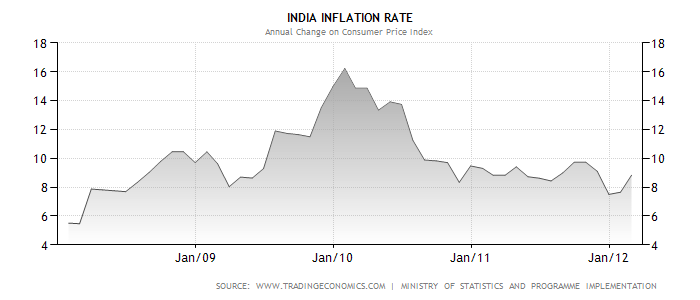 INDIA INFLATION RATE
Annual Change on Consumer Price Index
18 18
16 16
14 14
12 12
10 10
8 8
6 6
4 4
Jan/09 Jan/10 Jan/11 Jan/12
SOURCE: WWW.TRADINGECONOMICS.COM | MINISTRY OF STATISTICS AND PROGRAMME IMPLEMENTATION